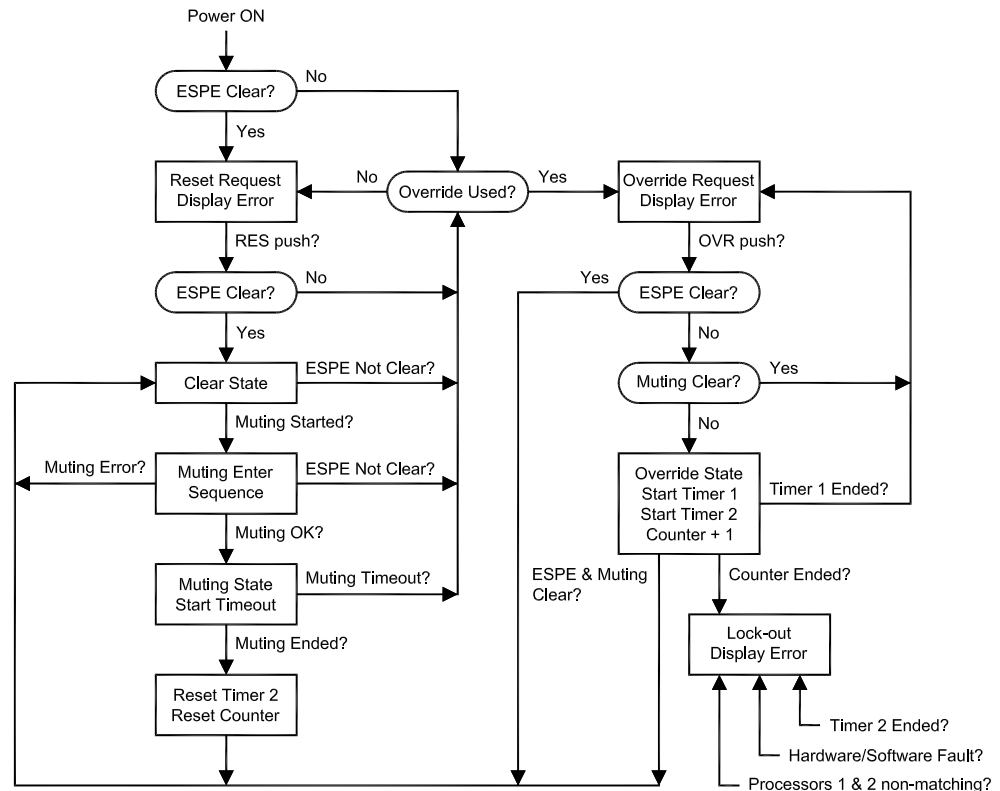 Power ON
ESPE Clear?
No
Yes
Reset Request
Display Error
No
Override Used?
Yes
Override Request
Display Error
RES push?
OVR push?
ESPE Clear?
No
Yes
ESPE Clear?
Yes
No
Clear State
ESPE Not Clear?
Muting Clear?
Yes
Muting Started?
No
Muting Error?
Muting Enter
Sequence
ESPE Not Clear?
Override State
Start Timer 1
Start Timer 2
Counter + 1
Timer 1 Ended?
Muting OK?
Muting State
Start Timeout
Muting Timeout?
ESPE & Muting
Clear?
Counter Ended?
Muting Ended?
Lock-out
Display Error
Reset Timer 2
Reset Counter
Timer 2 Ended?
Hardware/Software Fault?
Processors 1 & 2 non-matching?